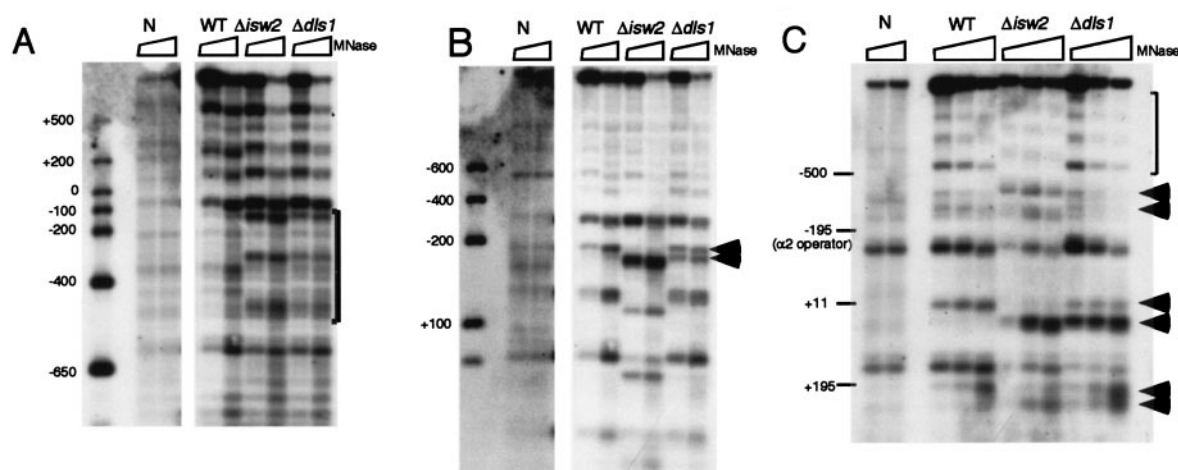 A
N
WT Δisw2 Δdls1
MNase
+500
+200
0
-100
-200
-400
-650
B
N
WT Δisw2 Δdls1
MNase
-600
-400
-200
+100
C
N
WT Δisw2 Δdls1
MNase
-500
-195
(α2 operator)
+11
+195